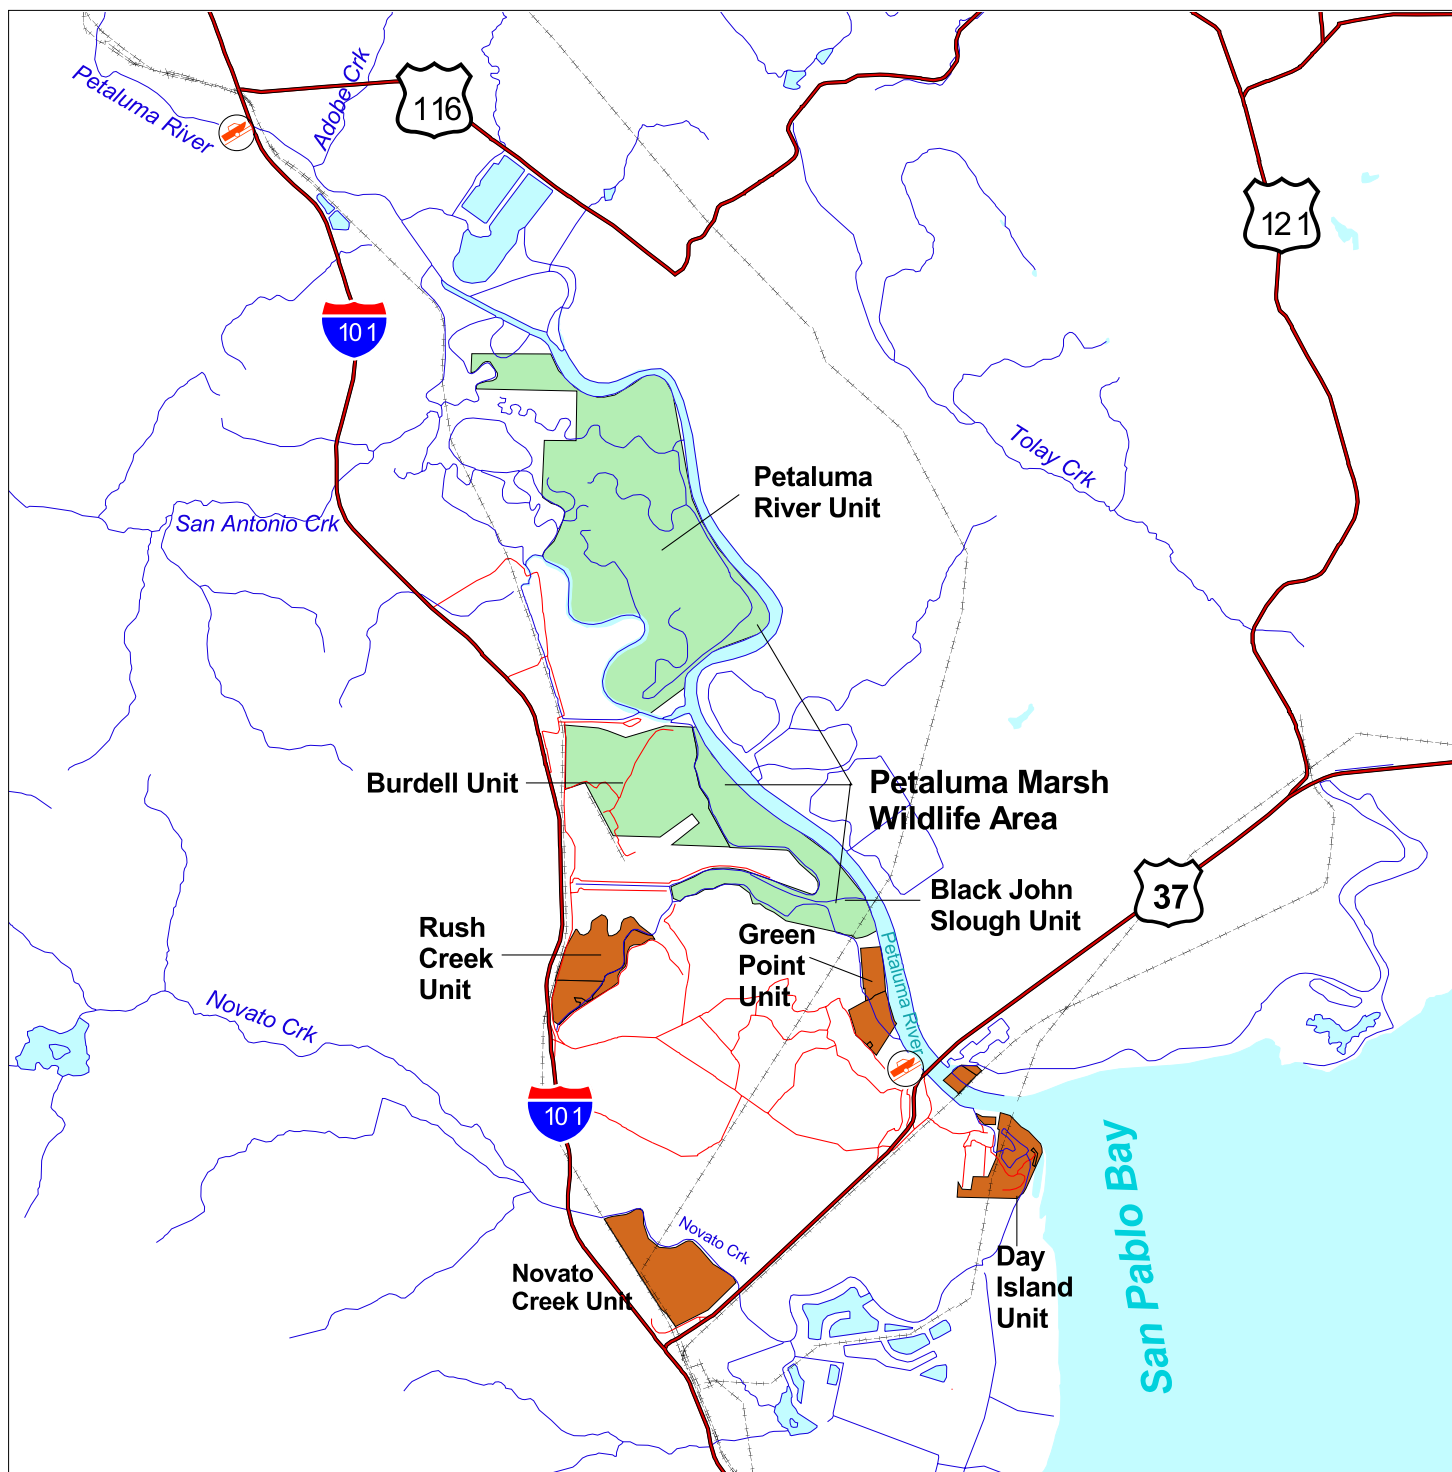 Petaluma River
Adobe Crk
116
121
101
Tolay Crk
Petaluma
River Unit
San Antonio Crk
Burdell Unit
Petaluma Marsh
Wildlife Area
Black John
Slough Unit
37
Rush
Creek
Unit
Green
Point
Unit
Petaluma River
Novato Crk
101
San Pablo Bay
Novato Crk
Day
Island
Unit
Novato
Creek Unit